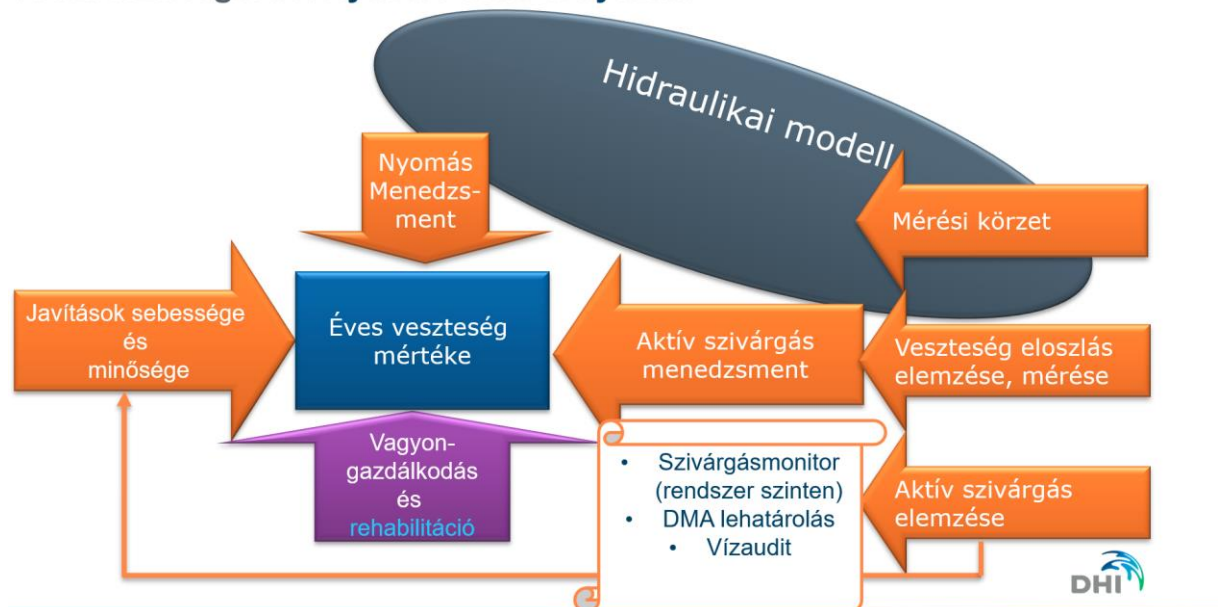 Hidraulikai modell
Nyomás
Menedzs-
ment
Mérési körzet
Javítások sebessége
és
minősége
Éves veszteség
mértéke
Aktív szivárgás
menedzsment
Veszteség eloszlás
elemzése, mérése
Vagyon-
gazdálkodás
és
rehabilitáció
• Szivárgásmonitor
(rendszer szinten)
• DMA lehatárolás
• Vízaudit
Aktív szivárgás
elemzése
DHI